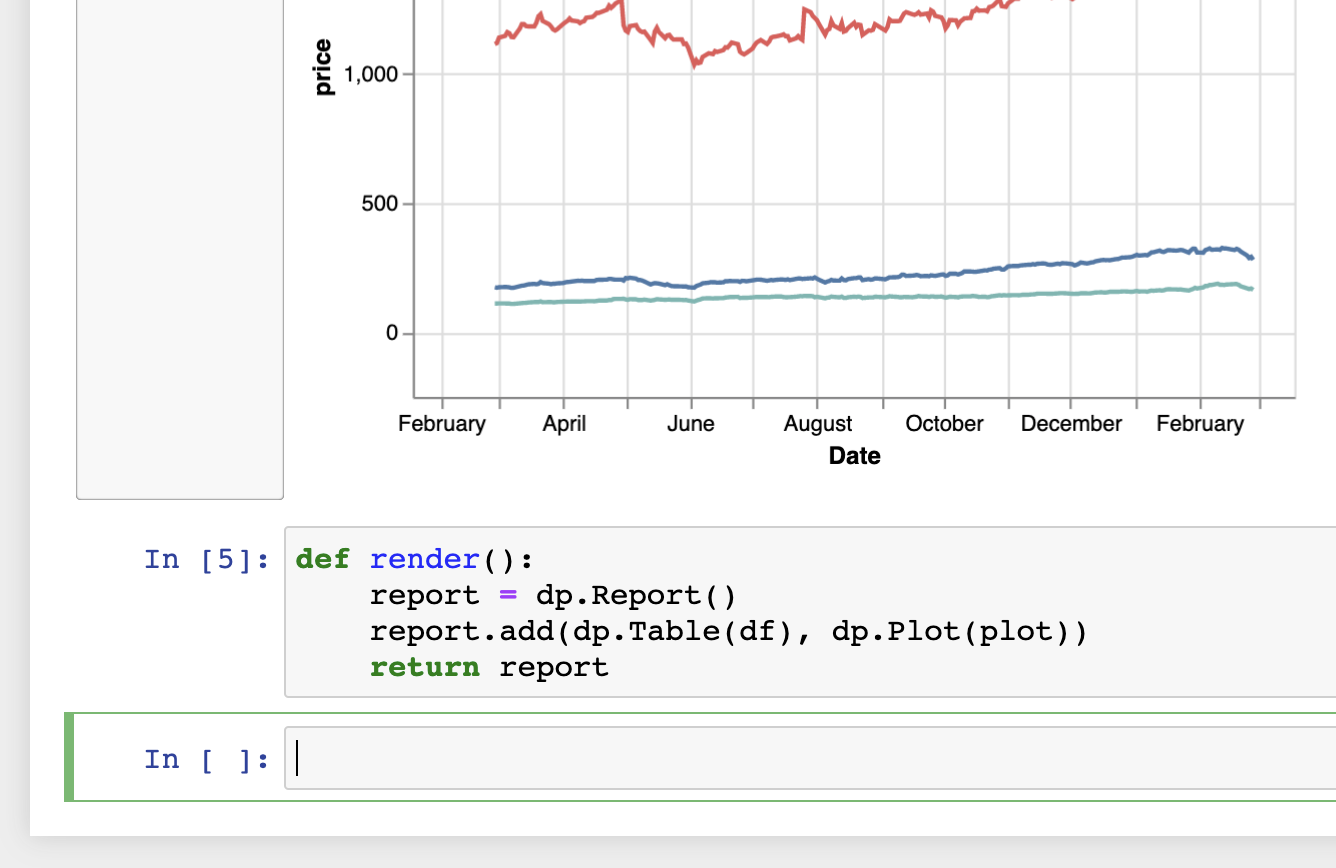 price
1,000
500
0
February April June August October December February
Date
In [5]: def render():
    report = dp.Report()
    report.add(dp.Table(df), dp.Plot(plot))
    return report
In [ ]: